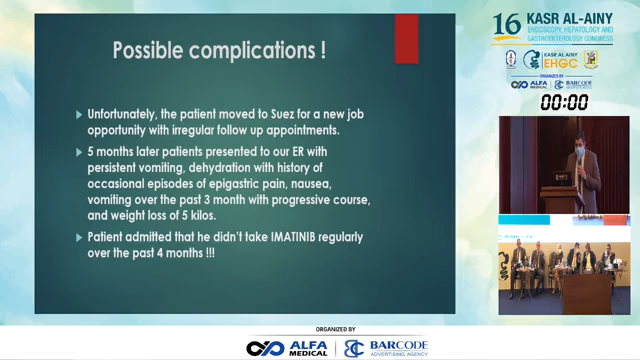 Possible complications !
Unfortunately, the patient moved to Suez for a new job
opportunity with irregular follow up appointments.
5 months later patients presented to our ER with
persistent vomiting, dehydration with history of
occasional episodes of epigastric pain, nausea,
vomiting over the past 3 month with progressive course,
and weight loss of 5 kilos.
Patient admitted that he didn't take IMATINIB regularly
over the past 4 months !!!
16 KASR AL-AINY
ENDOSCOPY, HEPATOLOGY AND
GASTROENTEROLOGY CONGRESS
KASR AL AINY
EHGC
ORGANIZED BY
ALFA
MEDICAL
BARCODE
00:00
ORGANIZED BY
ALFA
MEDICAL
BARCODE
ADVERTISING AGENCY